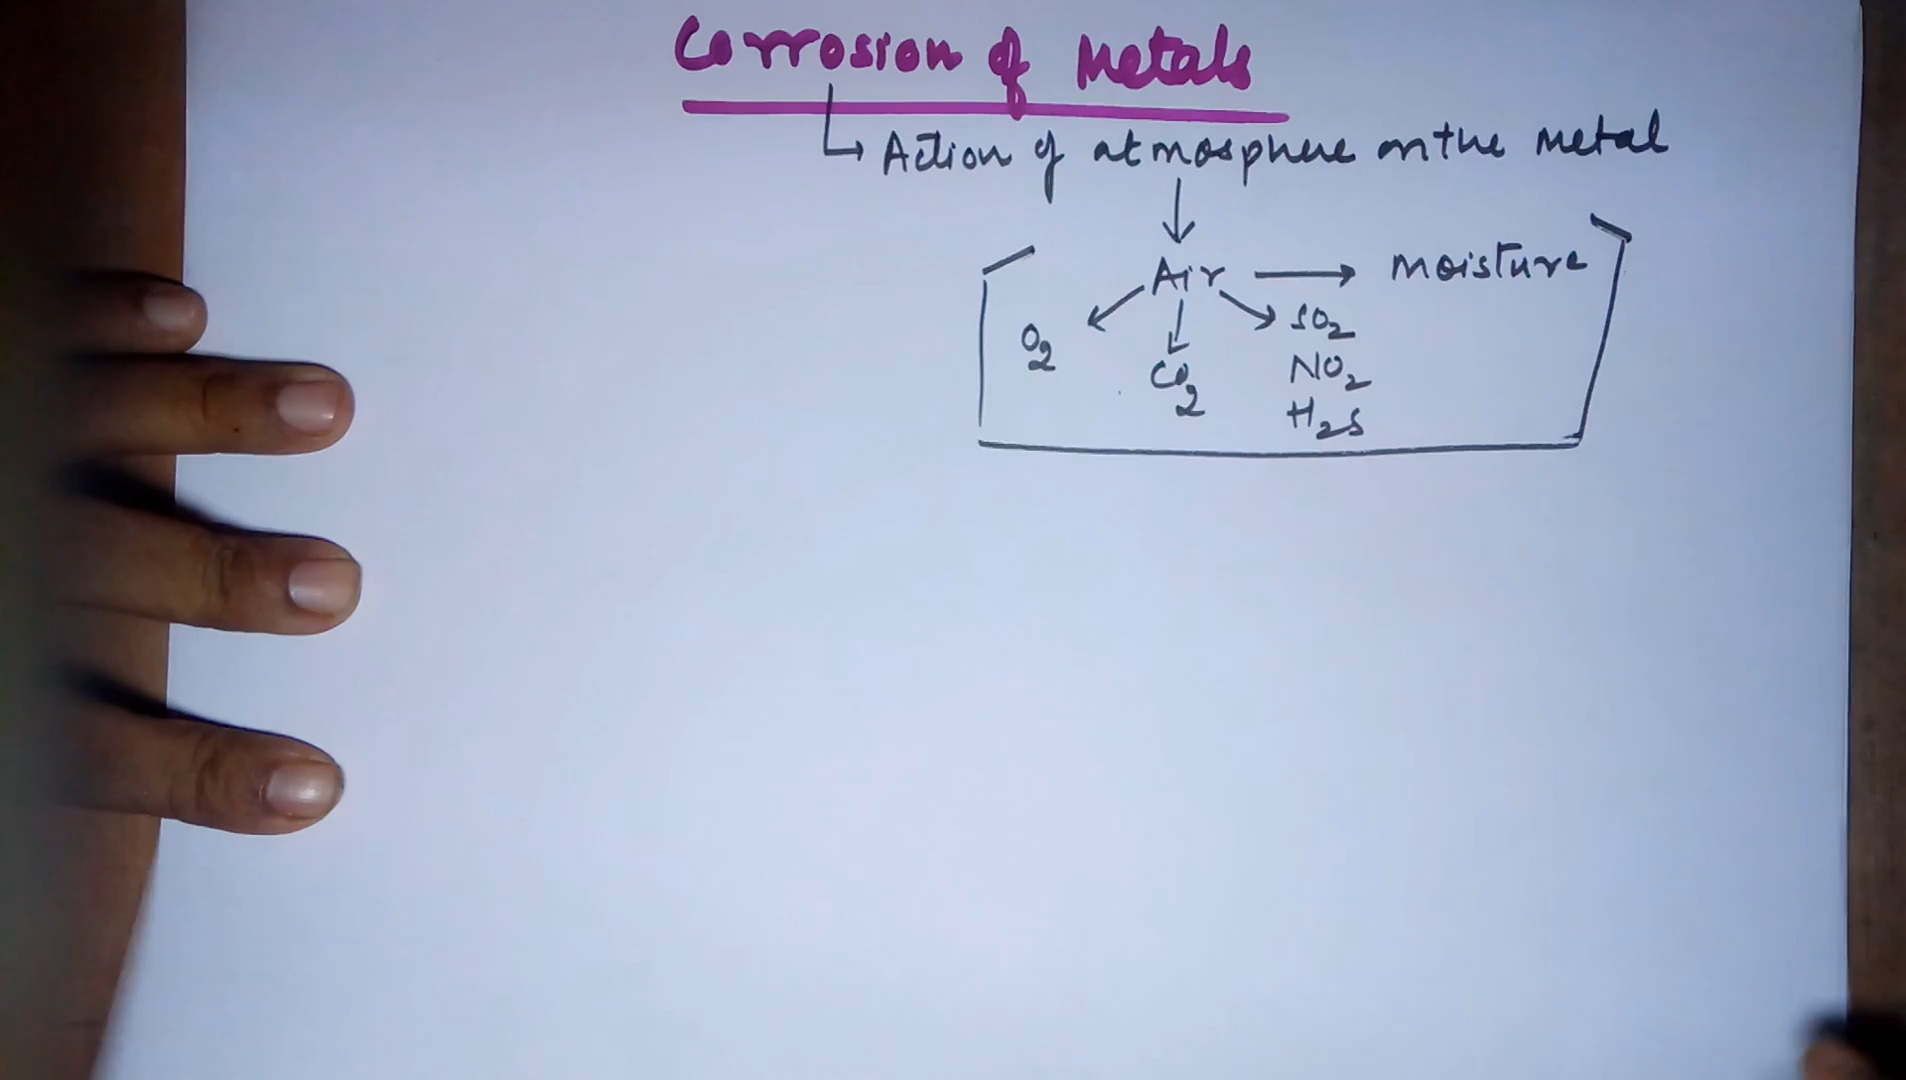 Corrosion of Metals
Action of atmosphere on the Metal
Air → Moisture
O2
CO2
SO2
NO2
H2S